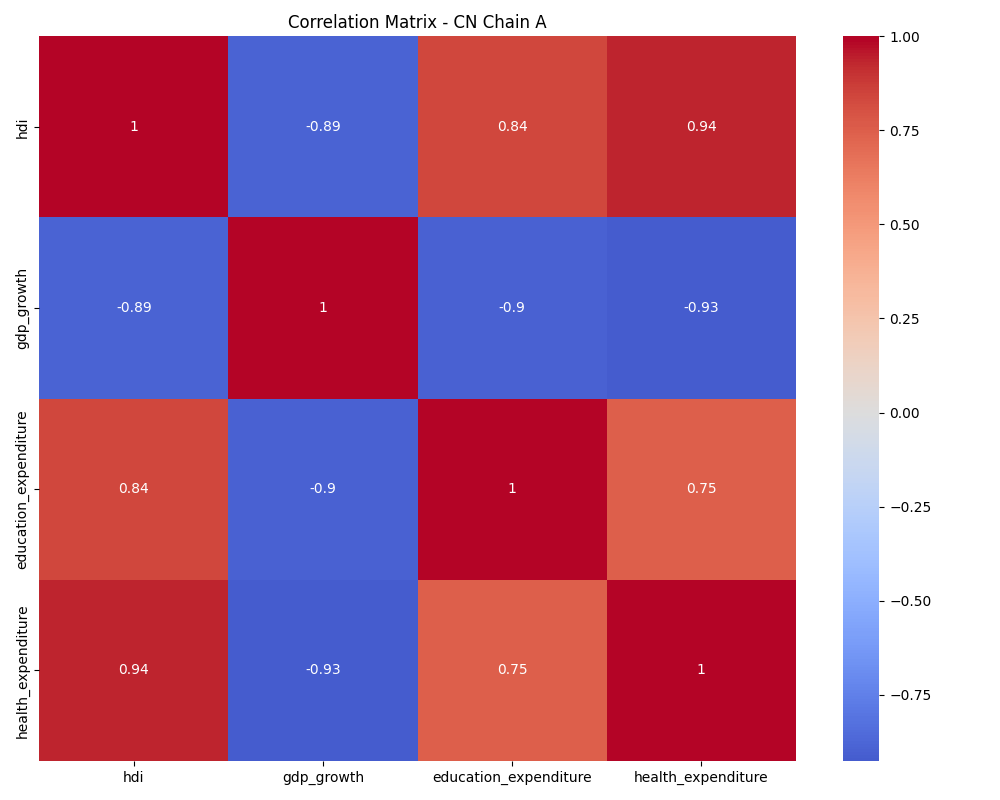 Correlation Matrix - CN Chain A
hdi
1
-0.89
0.84
0.94
gdp_growth
-0.89
1
-0.9
-0.93
education_expenditure
0.84
-0.9
1
0.75
health_expenditure
0.94
-0.93
0.75
1
hdi
gdp_growth
education_expenditure
health_expenditure
1.00
0.75
0.50
0.25
0.00
−0.25
−0.50
−0.75